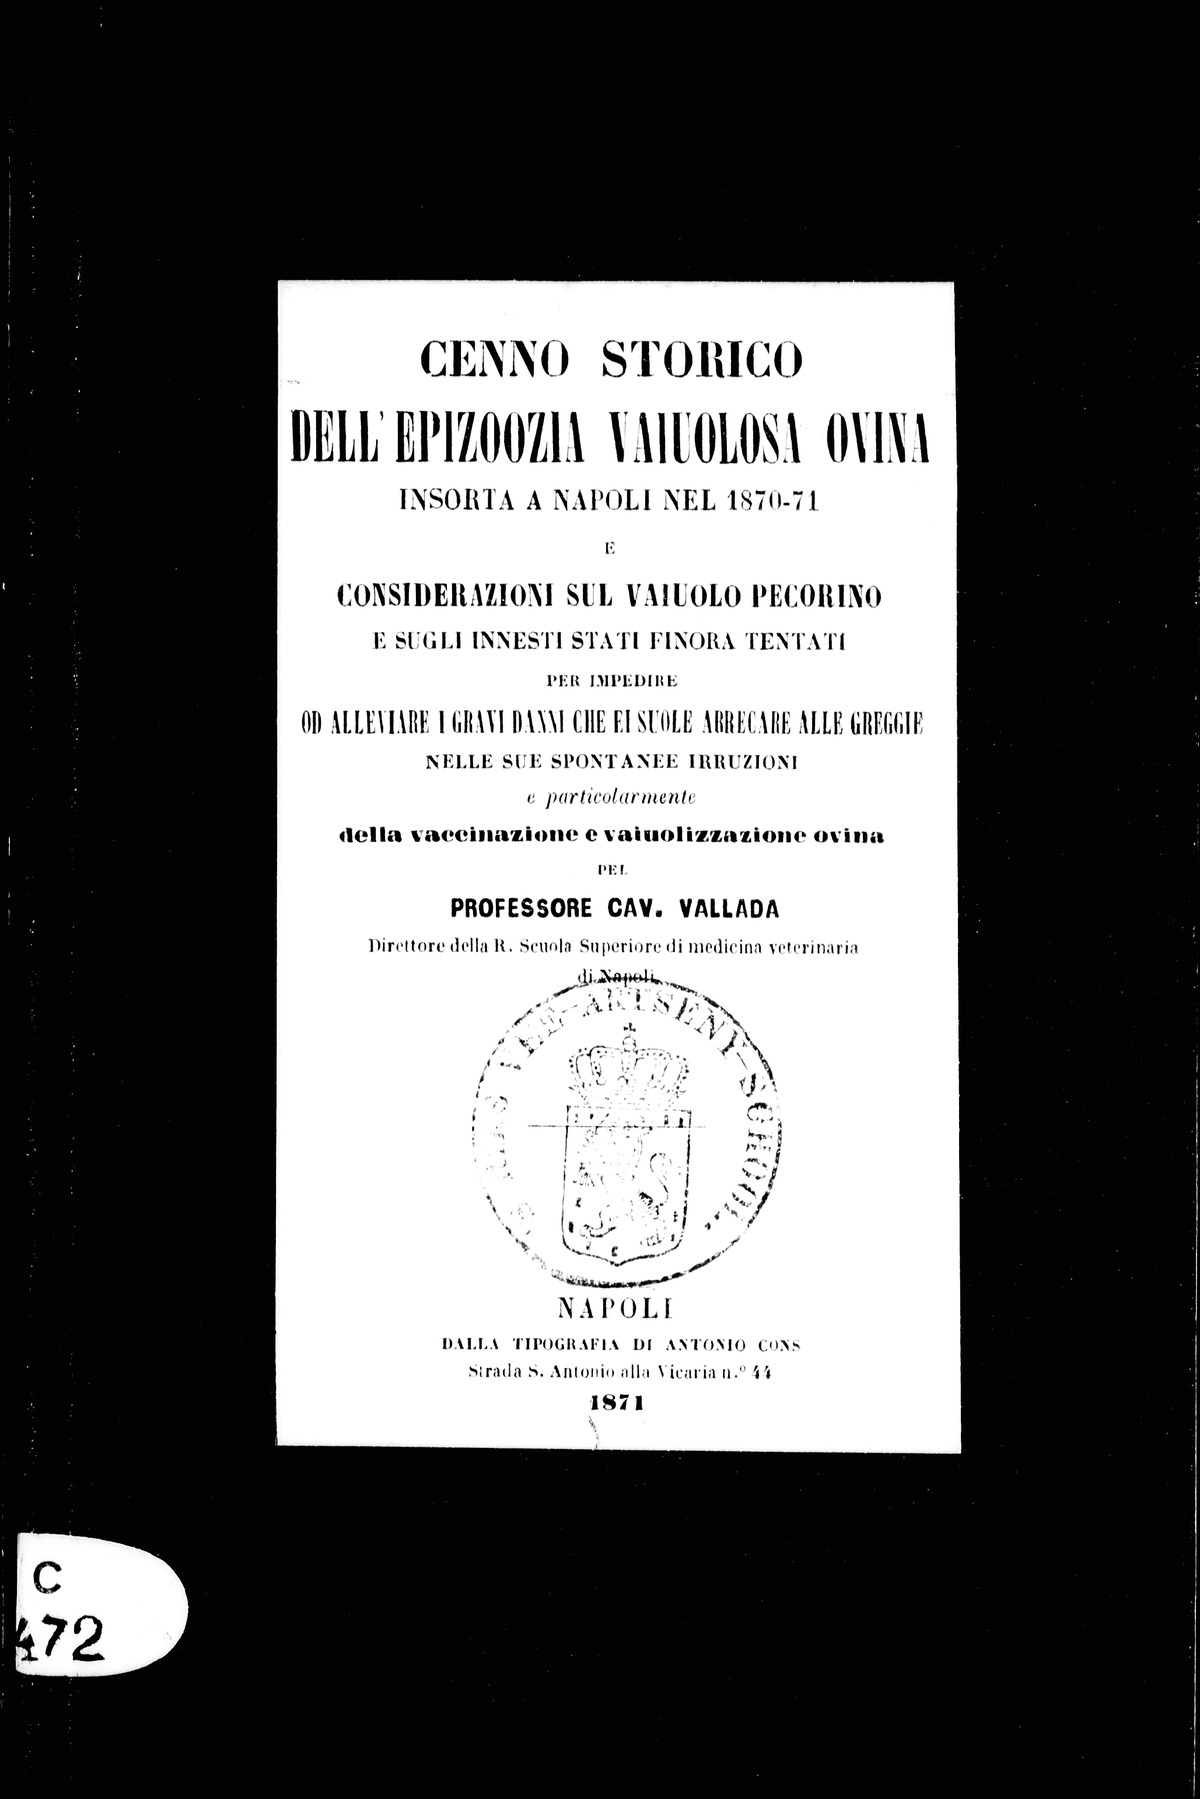 CENNO STORICO
DELL' EPIZOOZIA VAIUOLOSA OVINA
INSORTA A NAPOLI NEL 1870-71
E
CONSIDERAZIONI SUL VAIUOLO PECORINO
E SUGLI INNESTI STATI FINORA TENTATI
PER IMPEDIRE
OD ALLEVIARE I GRAVI DANNI CHE EI SUOLE ARRECARE ALLE GREGGIE
NELLE SUE SPONTANEE IRRUZIONI
e particolarmente
della vaccinazione e vaiuolizzazione ovina
PEL
PROFESSORE CAV. VALLADA
Direttore della R. Scuola Superiore di medicina veterinaria
di Napoli
VEE-ARTSENY-SCHOOL.
NAPOLI
DALLA TIPOGRAFIA DI ANTONIO CONS
Strada S. Antonio alla Vicaria n.° 44
1871
C
472